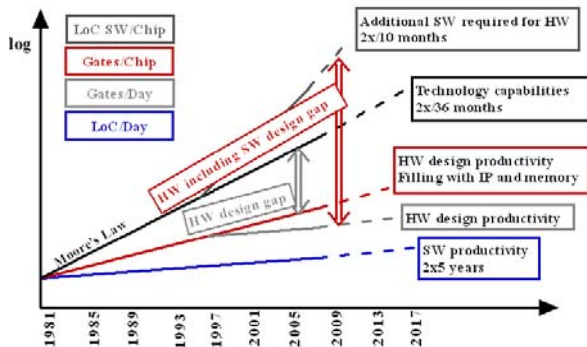 log
LoC SW/Chip
Gates/Chip
Gates/Day
LoC/Day
Additional SW required for HW
2x/10 months
Technology capabilities
2x/36 months
HW design productivity
Filling with IP and memory
HW design productivity
SW productivity
2x5 years
HW including SW design gap
HW design gap
Moore's Law
1981
1985
1989
1993
1997
2001
2005
2009
2013
2017